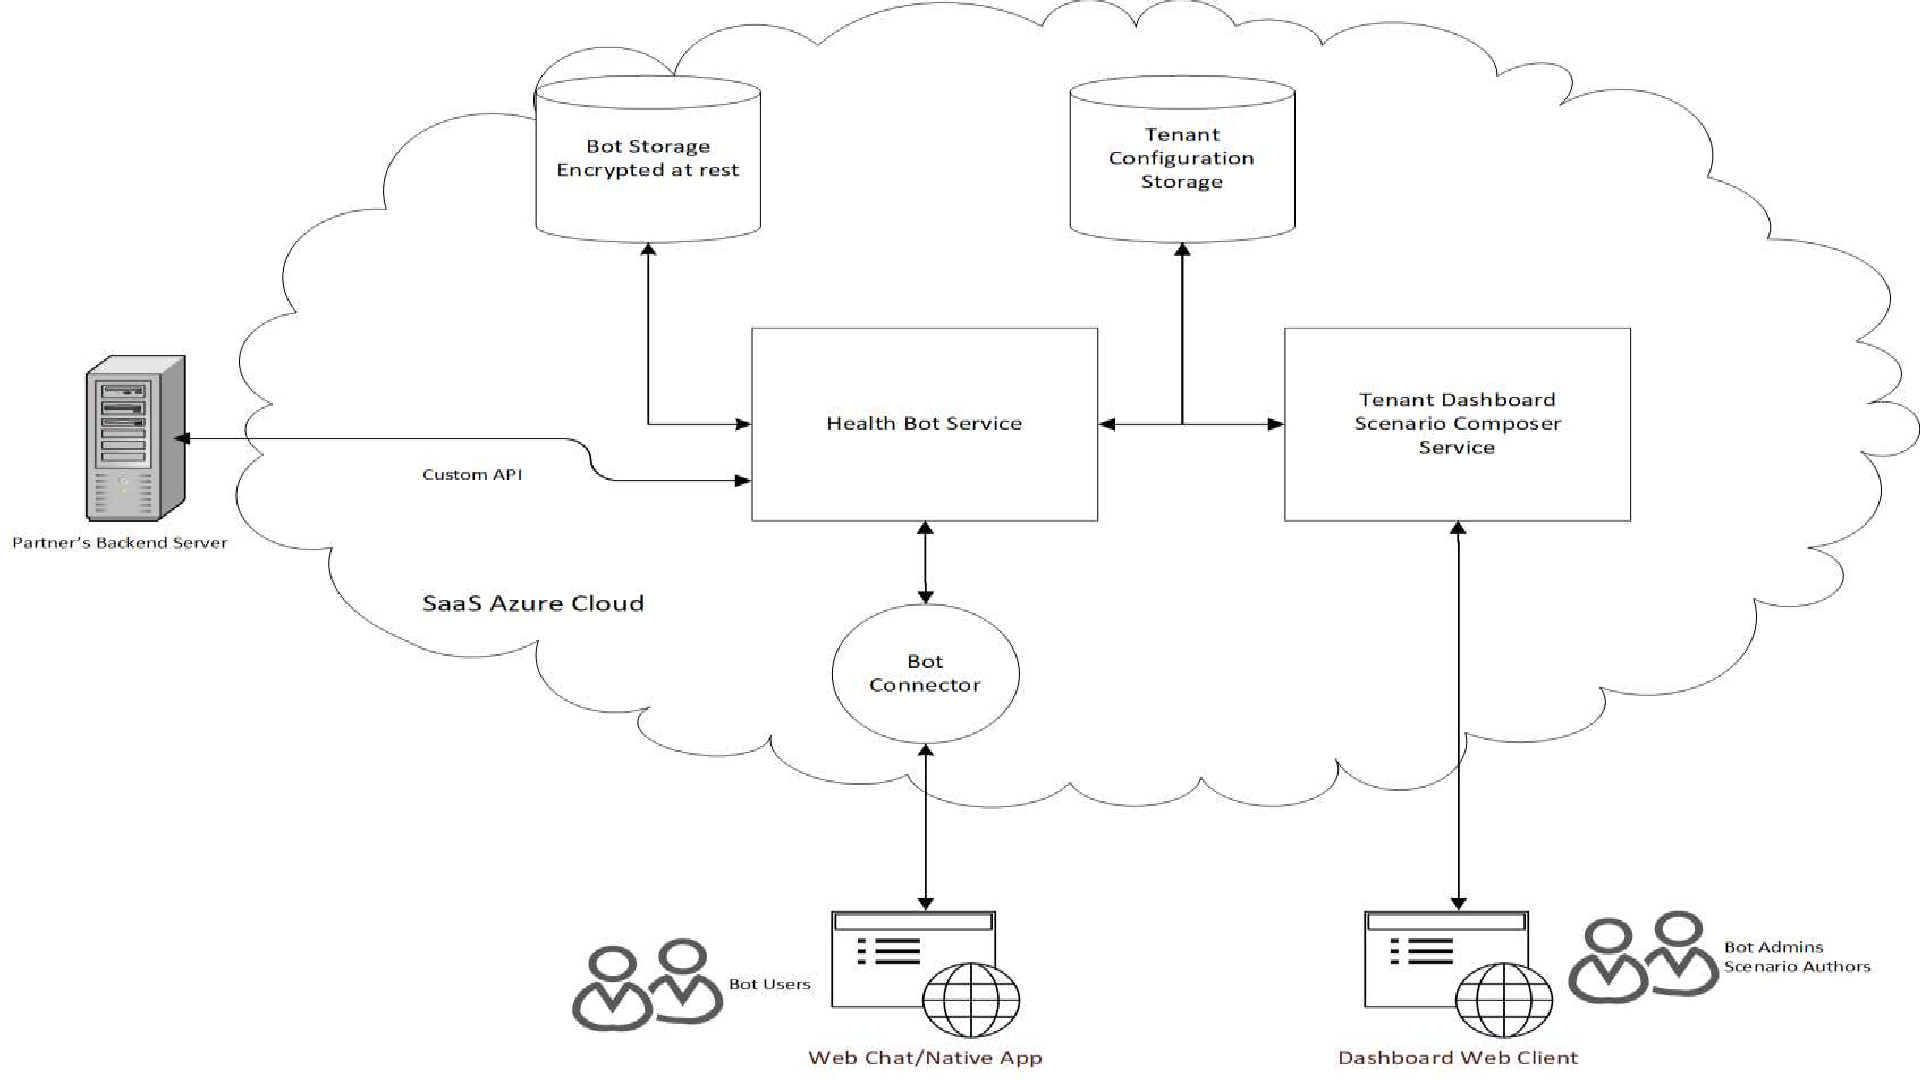 Bot Storage
Encrypted at rest
Tenant
Configuration
Storage
Health Bot Service
Tenant Dashboard
Scenario Composer
Service
Custom API
Partner's Backend Server
SaaS Azure Cloud
Bot
Connector
Bot Users
Web Chat/Native App
Bot Admins
Scenario Authors
Dashboard Web Client